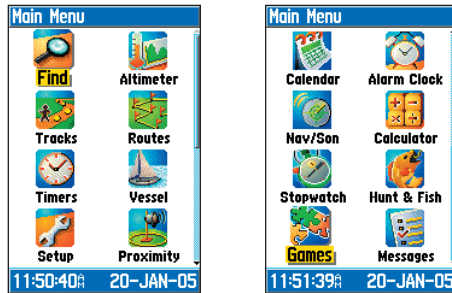 Main Menu
Find Altimeter
Tracks Routes
Timers Vessel
Setup Proximity
11:50:40A 20-JAN-05
Main Menu
Calendar Alarm Clock
Nav/Son Calculator
Stopwatch Hunt & Fish
Games Messages
11:51:39A 20-JAN-05